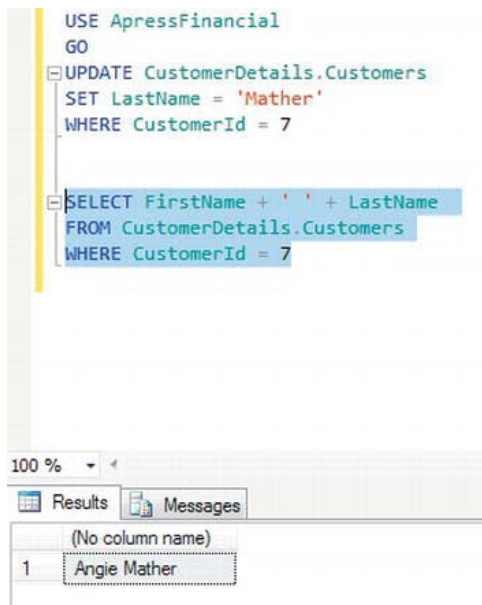 USE ApressFinancial
GO
UPDATE CustomerDetails.Customers
SET LastName = 'Mather'
WHERE CustomerId = 7
SELECT FirstName + ' ' + LastName
FROM CustomerDetails.Customers
WHERE CustomerId = 7
100 %
Results Messages
(No column name)
1 Angie Mather